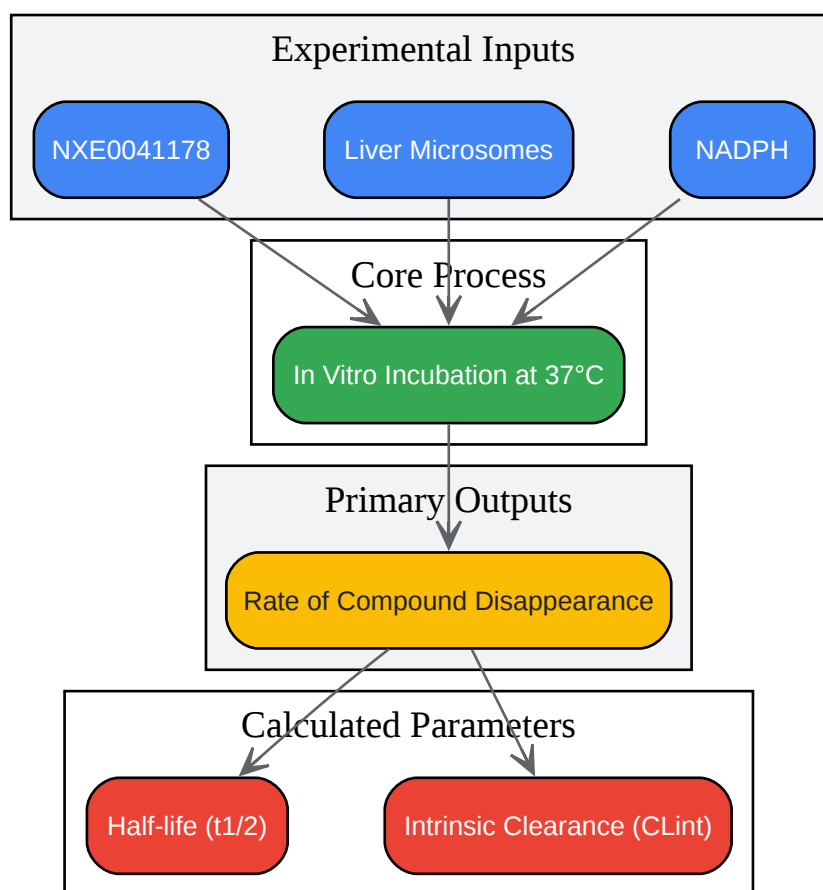 Experimental Inputs
NXE0041178
Liver Microsomes
NADPH
Core Process
In Vitro Incubation at 37°C
Primary Outputs
Rate of Compound Disappearance
Calculated Parameters
Half-life (t1/2)
Intrinsic Clearance (CLint)